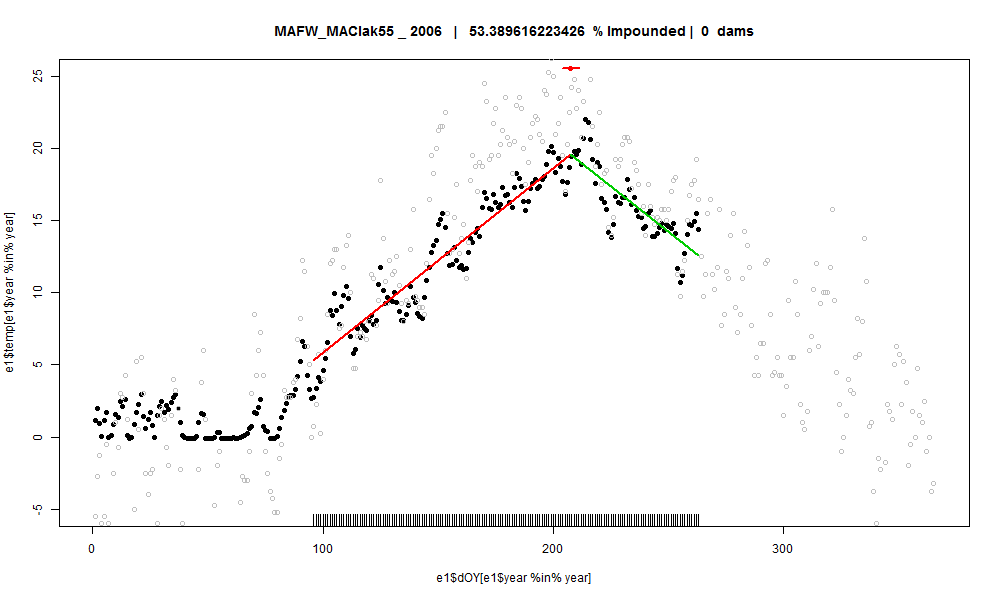 MAFW_MAClak55 _ 2006 | 53.389616223426 % Impounded | 0 dams
e1$temp[e1$year %in% year]
25
20
15
10
5
0
-5
0 100 200 300
e1$dOY[e1$year %in% year]